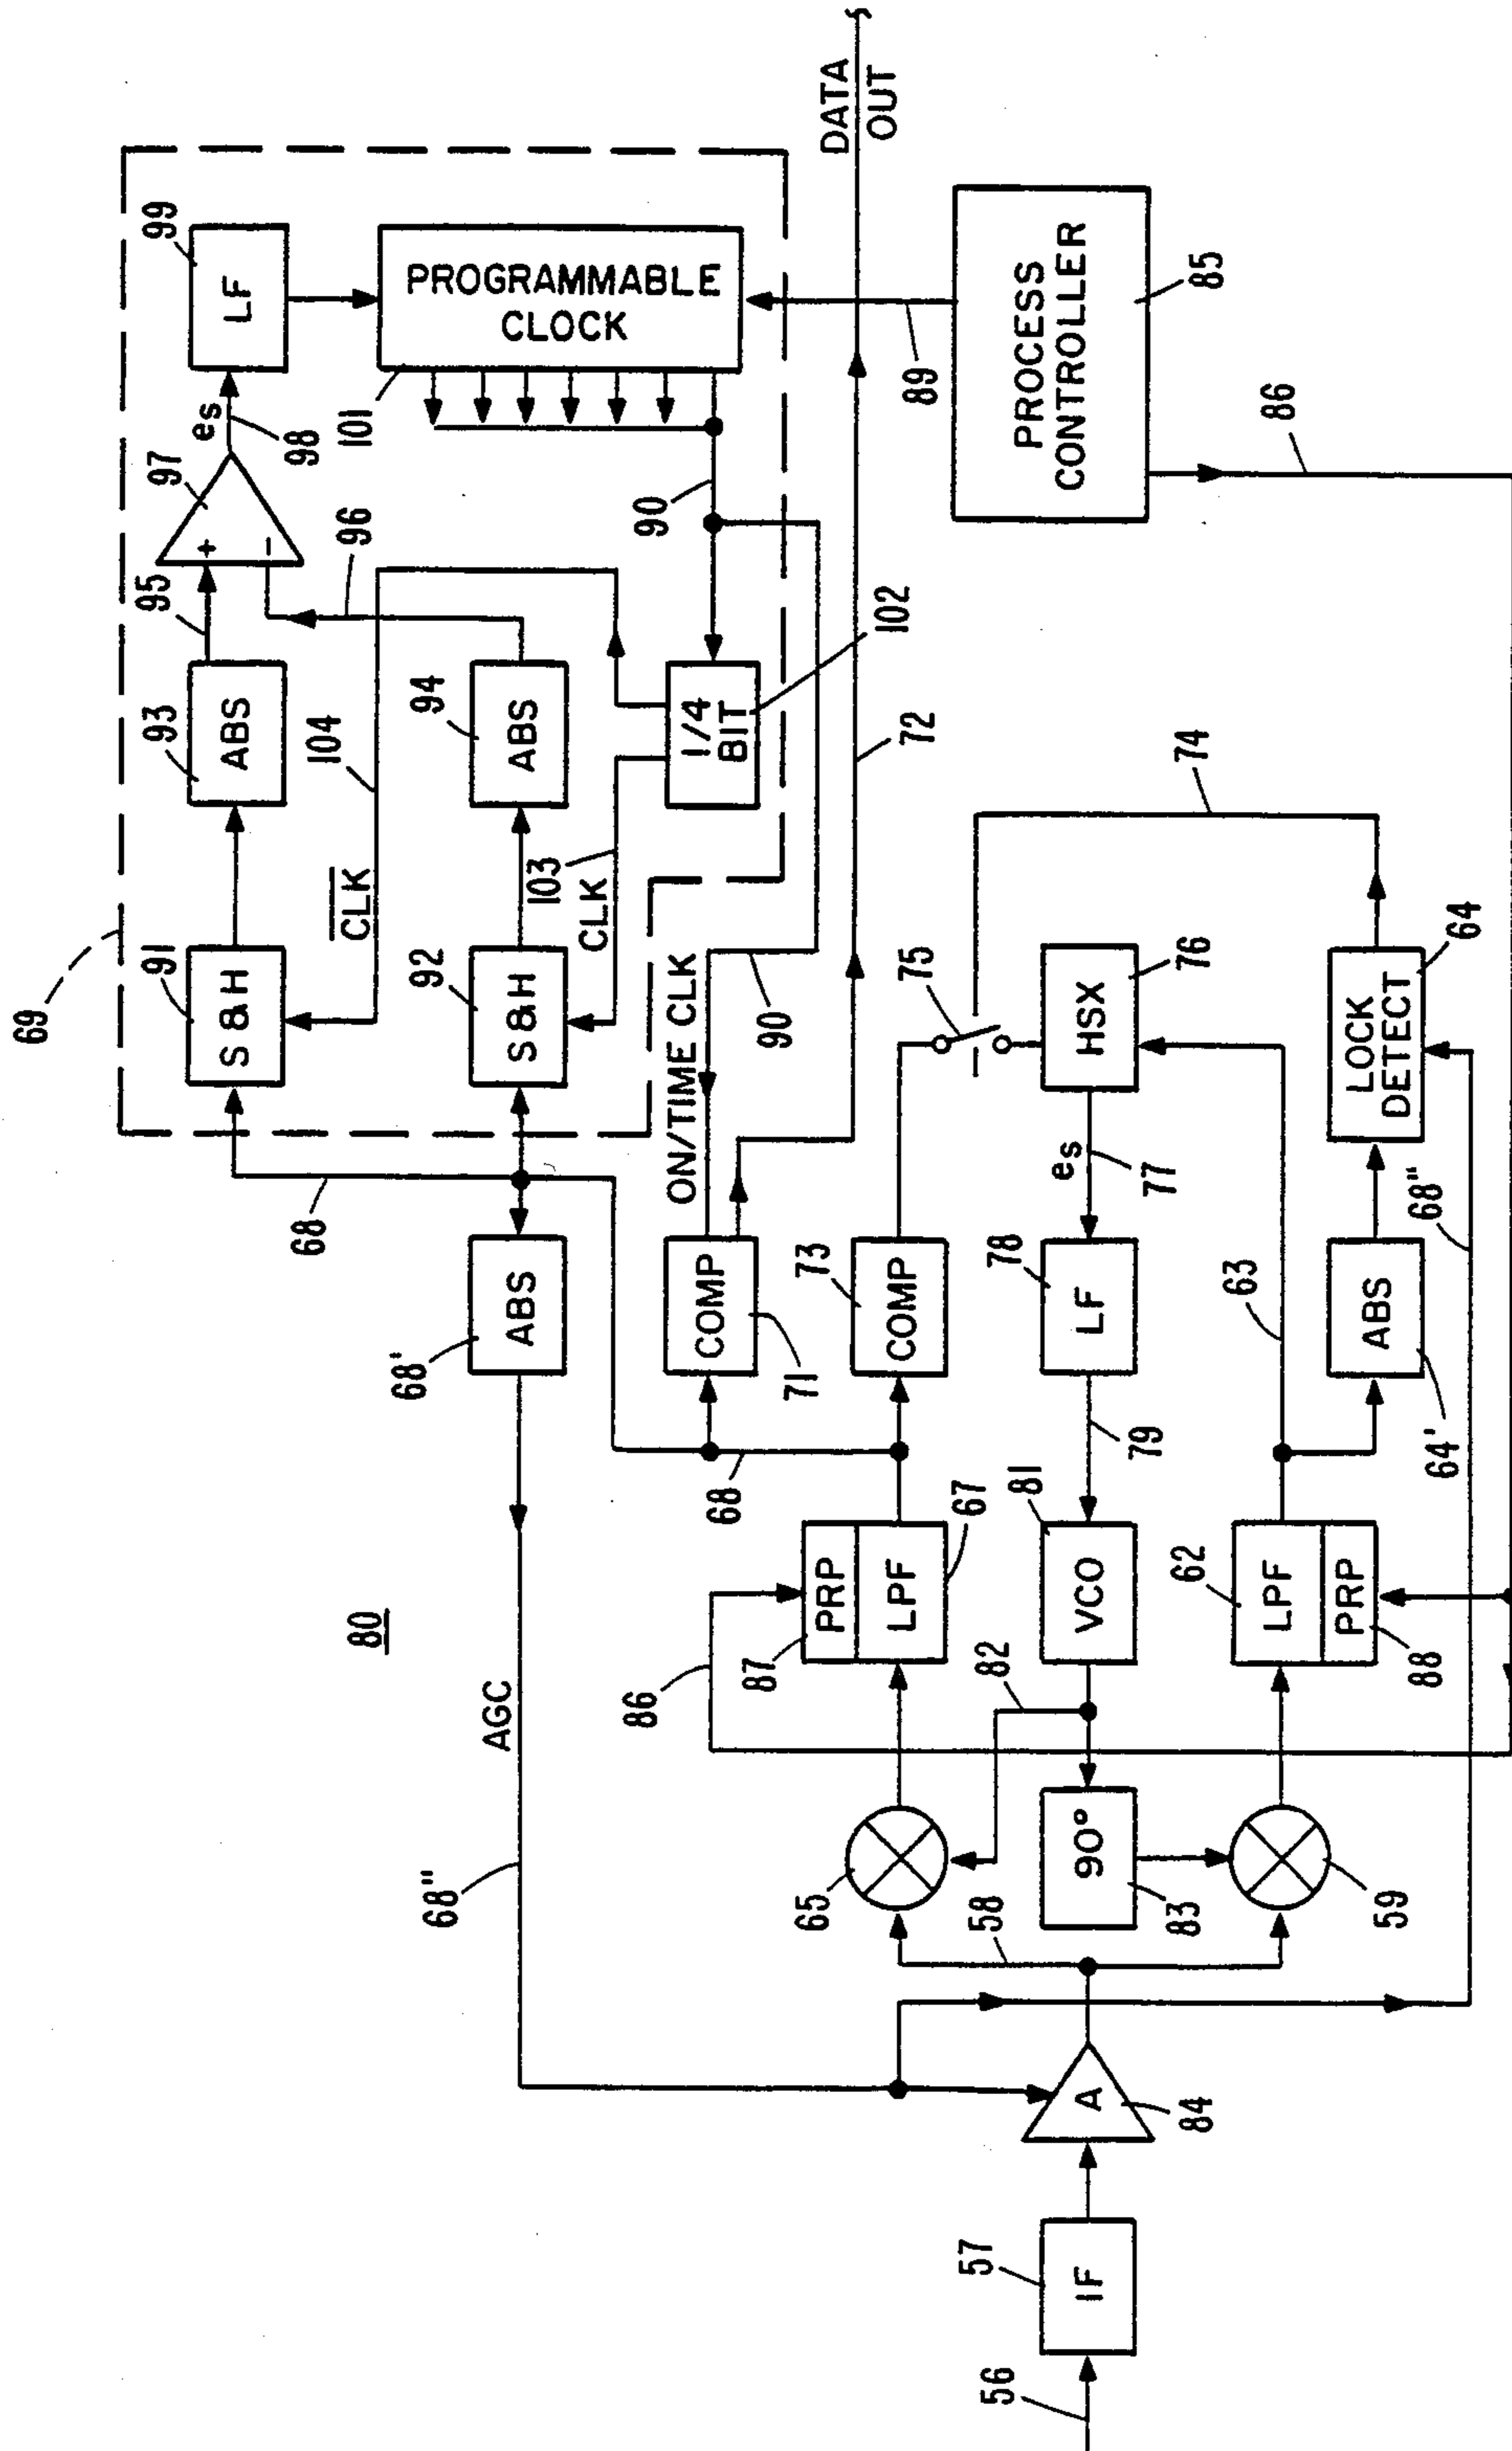 69
91
S & H
93
ABS
95
97
+
−
es
98
99
LF
CLK
104
96
101
PROGRAMMABLE
CLOCK
68
92
S & H
94
ABS
103
CLK
90
1/4
BIT
102
68'
ABS
ON/TIME CLK
90
72
DATA
OUT
AGC
68"
80
COMP
71
73
COMP
75
74
89
PROCESS
CONTROLLER
85
86
68
86
87
PRP
LPF
67
65
58
82
VCO
81
79
78
LF
es
77
HSX
76
90°
83
63
56
IF
57
A
84
59
62
LPF
PRP
88
ABS
64'
68"
LOCK
DETECT
64